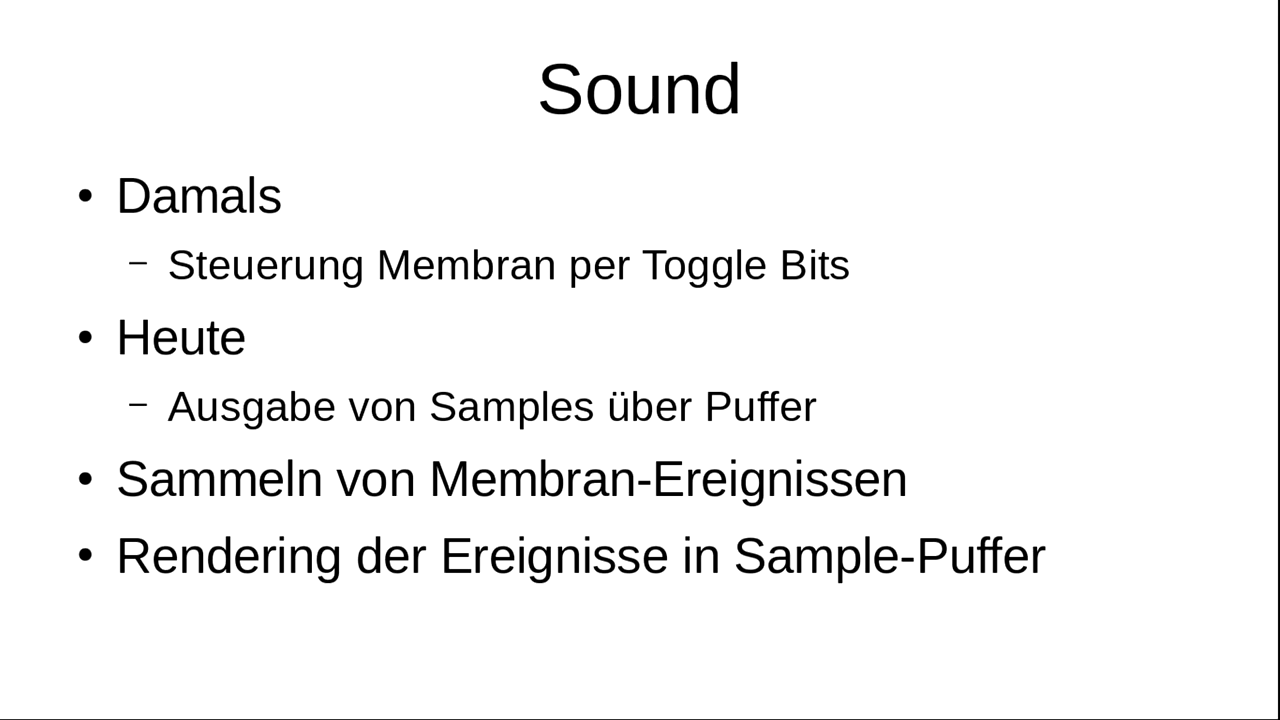 Sound
• Damals
– Steuerung Membran per Toggle Bits
• Heute
– Ausgabe von Samples über Puffer
• Sammeln von Membran-Ereignissen
• Rendering der Ereignisse in Sample-Puffer